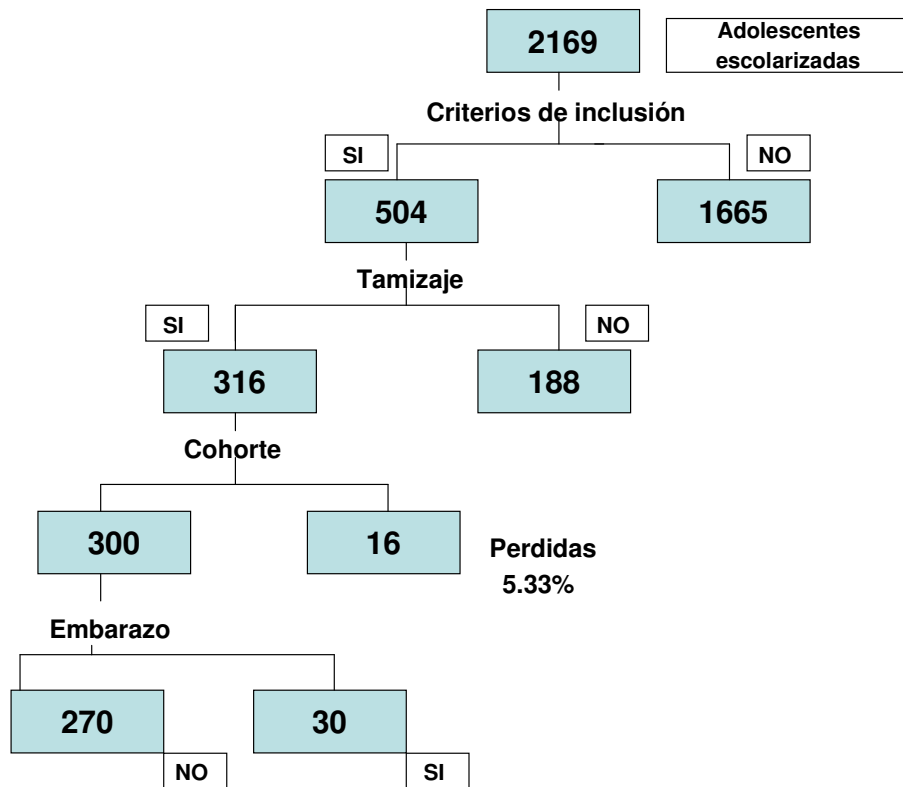 2169
Adolescentes
escolarizadas
Criterios de inclusión
SI
NO
504
1665
Tamizaje
SI
NO
316
188
Cohorte
300
16
Perdidas
5.33%
Embarazo
270
30
NO
SI